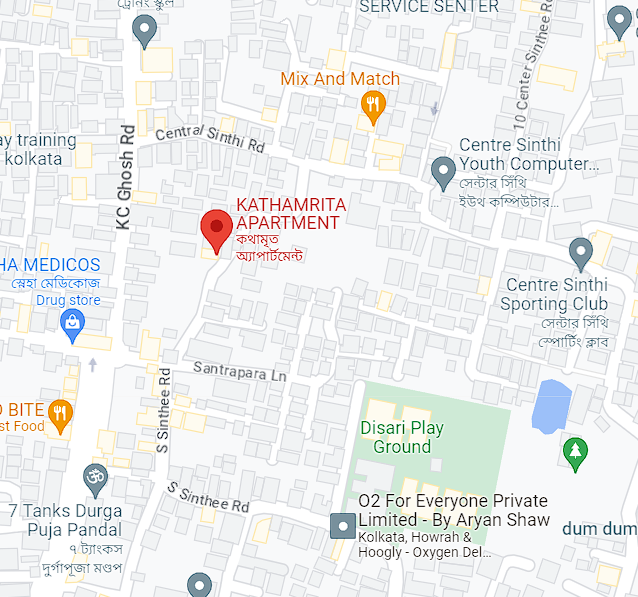 ট্রেনিং স্কুল
SERVICE SENTER
10 Center Sinthee Rd
Mix And Match
Central Sinthi Rd
ay training
kolkata
KC Ghosh Rd
Centre Sinthi
Youth Computer...
সেন্টার সিঁথি
ইউথ কম্পিউটার...
KATHAMRITA
APARTMENT
কথামৃত
অ্যাপার্টমেন্ট
HA MEDICOS
স্নেহা মেডিকোজ
Drug store
Centre Sinthi
Sporting Club
সেন্টার সিঁথি
স্পোর্টিং ক্লাব
Santrapara Ln
S Sinthee Rd
BITE
st Food
Disari Play
Ground
S Sinthee Rd
7 Tanks Durga
Puja Pandal
৭ ট্যাংকস
দুর্গাপূজা মণ্ডপ
O2 For Everyone Private
Limited - By Aryan Shaw
Kolkata, Howrah &
Hooghly - Oxygen Del...
dum dum